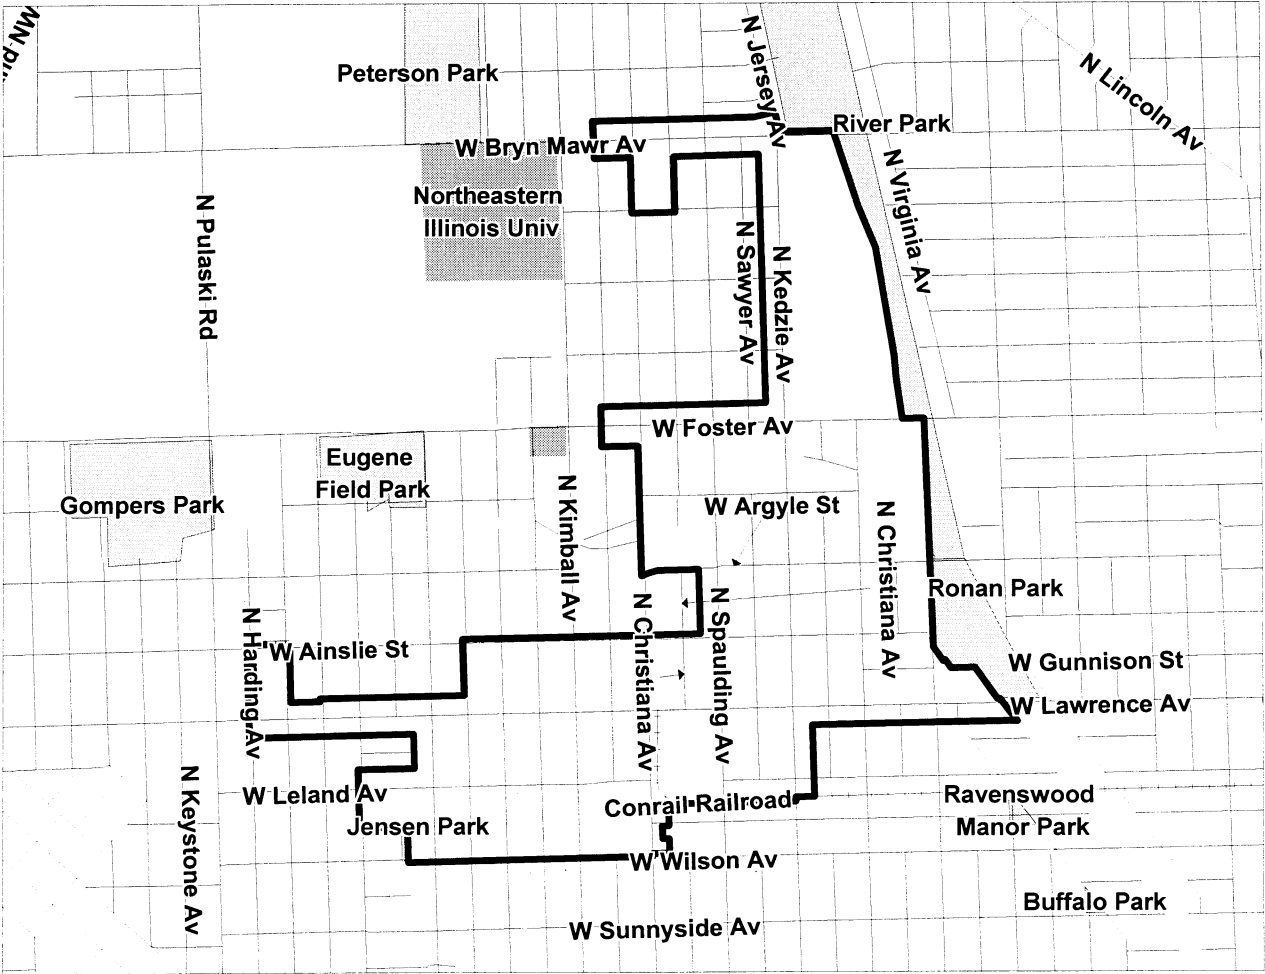 nd NW
N Jersey Av
Peterson Park
N Lincoln Av
River Park
W Bryn Mawr Av
N Virginia Av
Northeastern
Illinois Univ
N Pulaski Rd
N Sawyer Av
N Kedzie Av
W Foster Av
Eugene
Field Park
Gompers Park
N Kimball Av
W Argyle St
N Christiana Av
Ronan Park
N Harding Av
W Ainslie St
N Christiana Av
N Spaulding Av
W Gunnison St
W Lawrence Av
N Keystone Av
W Leland Av
Conrail Railroad
Ravenswood
Manor Park
Jensen Park
W Wilson Av
Buffalo Park
W Sunnyside Av